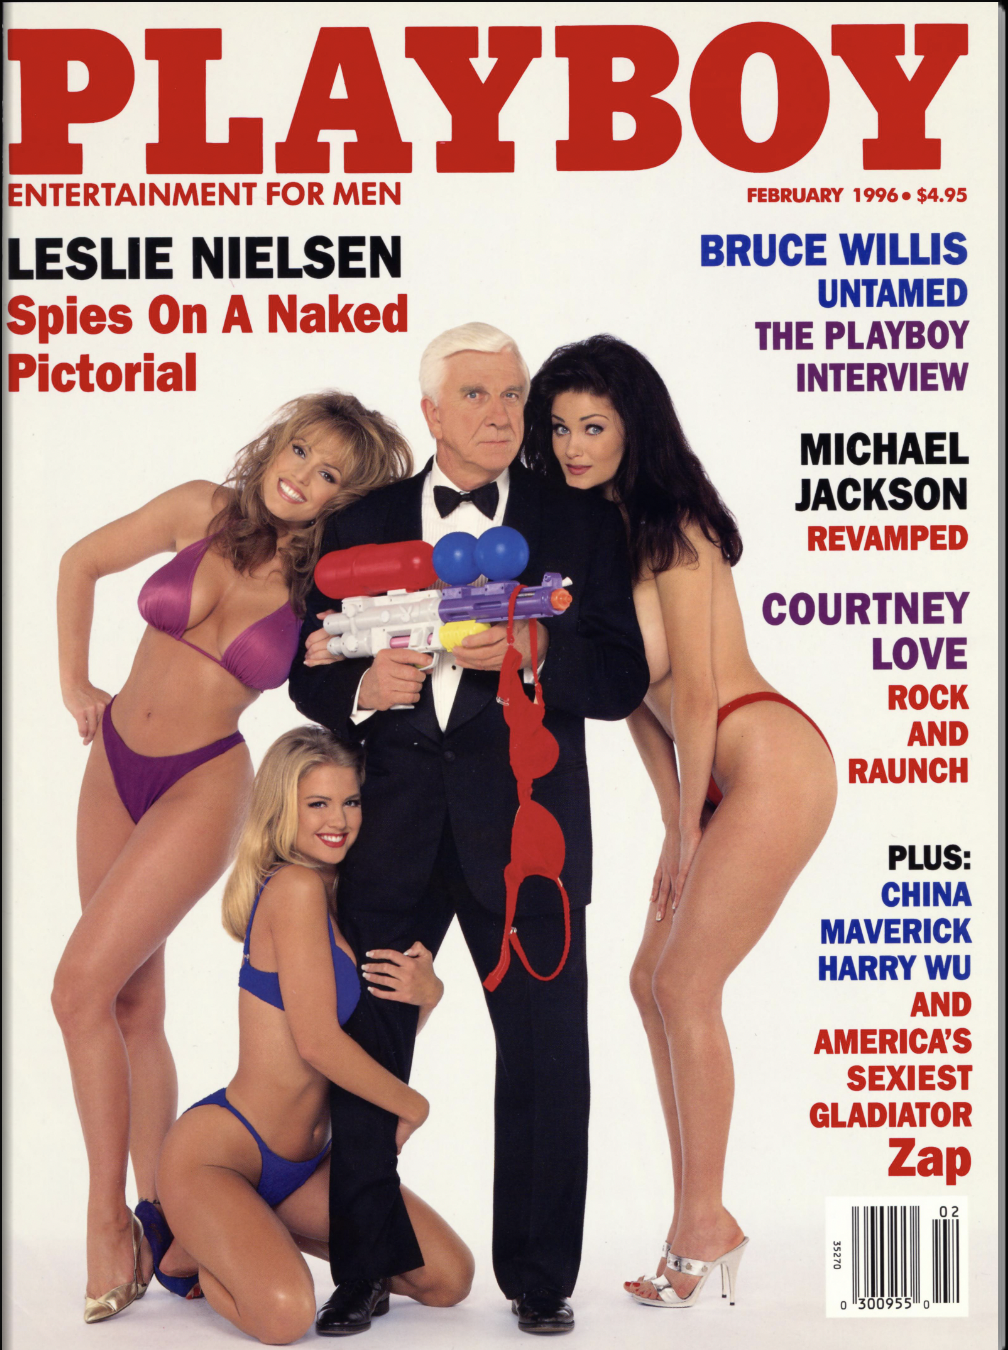 PLAYBOY
ENTERTAINMENT FOR MEN
FEBRUARY 1996 • $4.95
LESLIE NIELSEN
Spies On A Naked
Pictorial
BRUCE WILLIS
UNTAMED
THE PLAYBOY
INTERVIEW
MICHAEL
JACKSON
REVAMPED
COURTNEY
LOVE
ROCK
AND
RAUNCH
PLUS:
CHINA
MAVERICK
HARRY WU
AND
AMERICA'S
SEXIEST
GLADIATOR
Zap
02
35270
0 300955 0